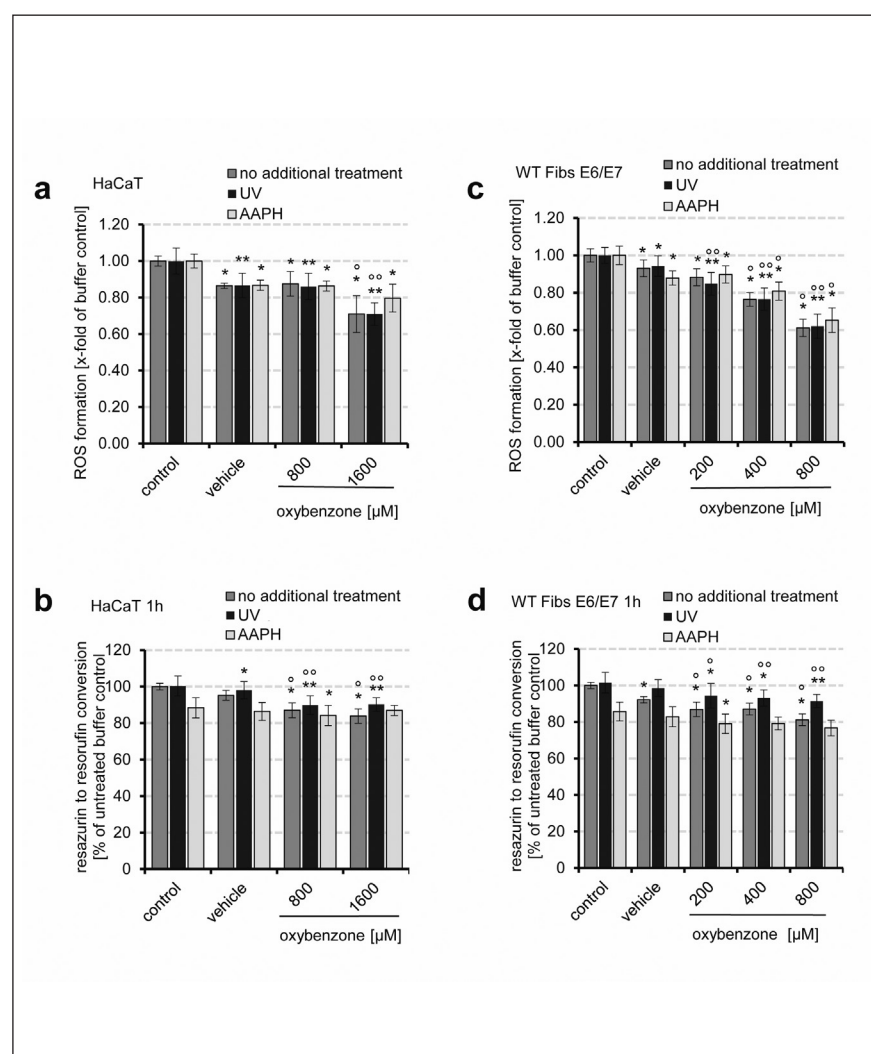 a
HaCaT
no additional treatment
UV
AAPH
ROS formation [x-fold of buffer control]
1.20
1.00
0.80
0.60
0.40
0.20
0.00
* ** *
* ** *
° °°
* ** *
control
vehicle
800
1600
oxybenzone [µM]
c
WT Fibs E6/E7
no additional treatment
UV
AAPH
ROS formation [x-fold of buffer control]
1.20
1.00
0.80
0.60
0.40
0.20
0.00
* * *
°°
* ** *
° °° °
* ** *
° °° °
* ** *
control
vehicle
200
400
800
oxybenzone [µM]
b
HaCaT 1h
no additional treatment
UV
AAPH
resazurin to resorufin conversion
[% of untreated buffer control]
120
100
80
60
40
20
0
*
° °°
* ** *
° °°
* **
control
vehicle
800
1600
oxybenzone [µM]
d
WT Fibs E6/E7 1h
no additional treatment
UV
AAPH
resazurin to resorufin conversion
[% of untreated buffer control]
120
100
80
60
40
20
0
*
° °
* * *
° °°
* **
° °°
* **
control
vehicle
200
400
800
oxybenzone [µM]